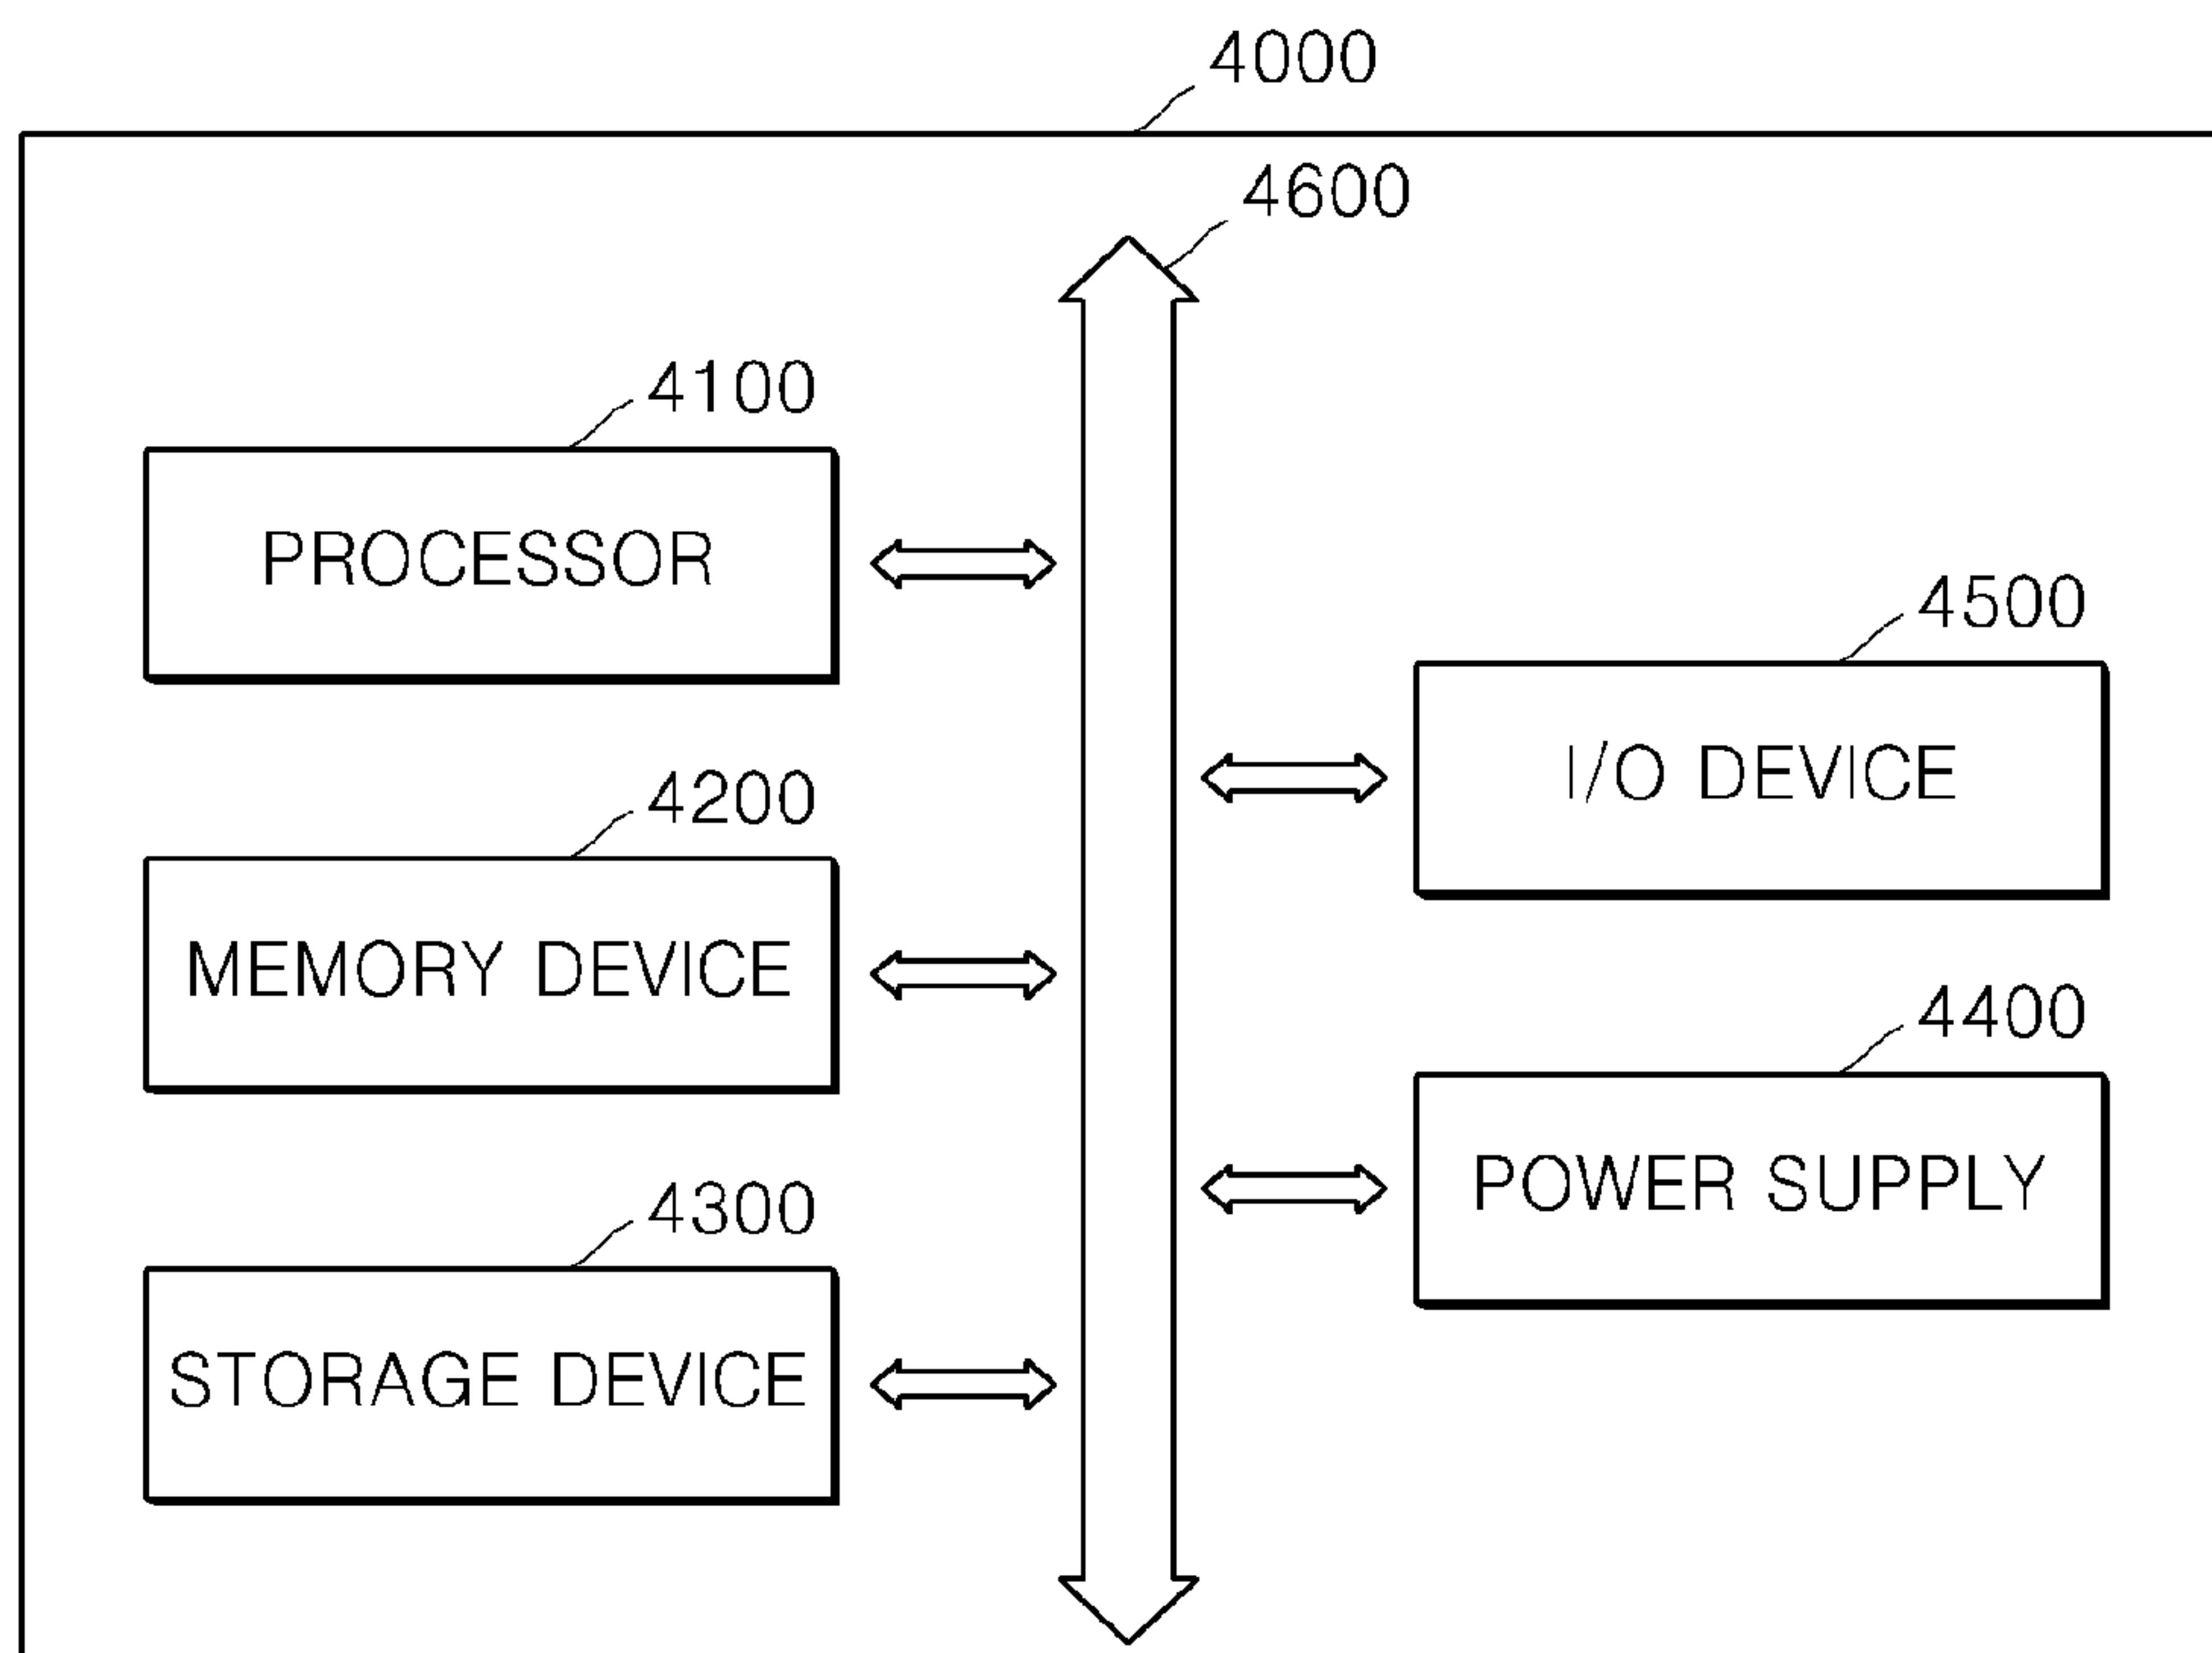 4000
4600
4100
PROCESSOR
4500
I/O DEVICE
4200
MEMORY DEVICE
4400
POWER SUPPLY
4300
STORAGE DEVICE